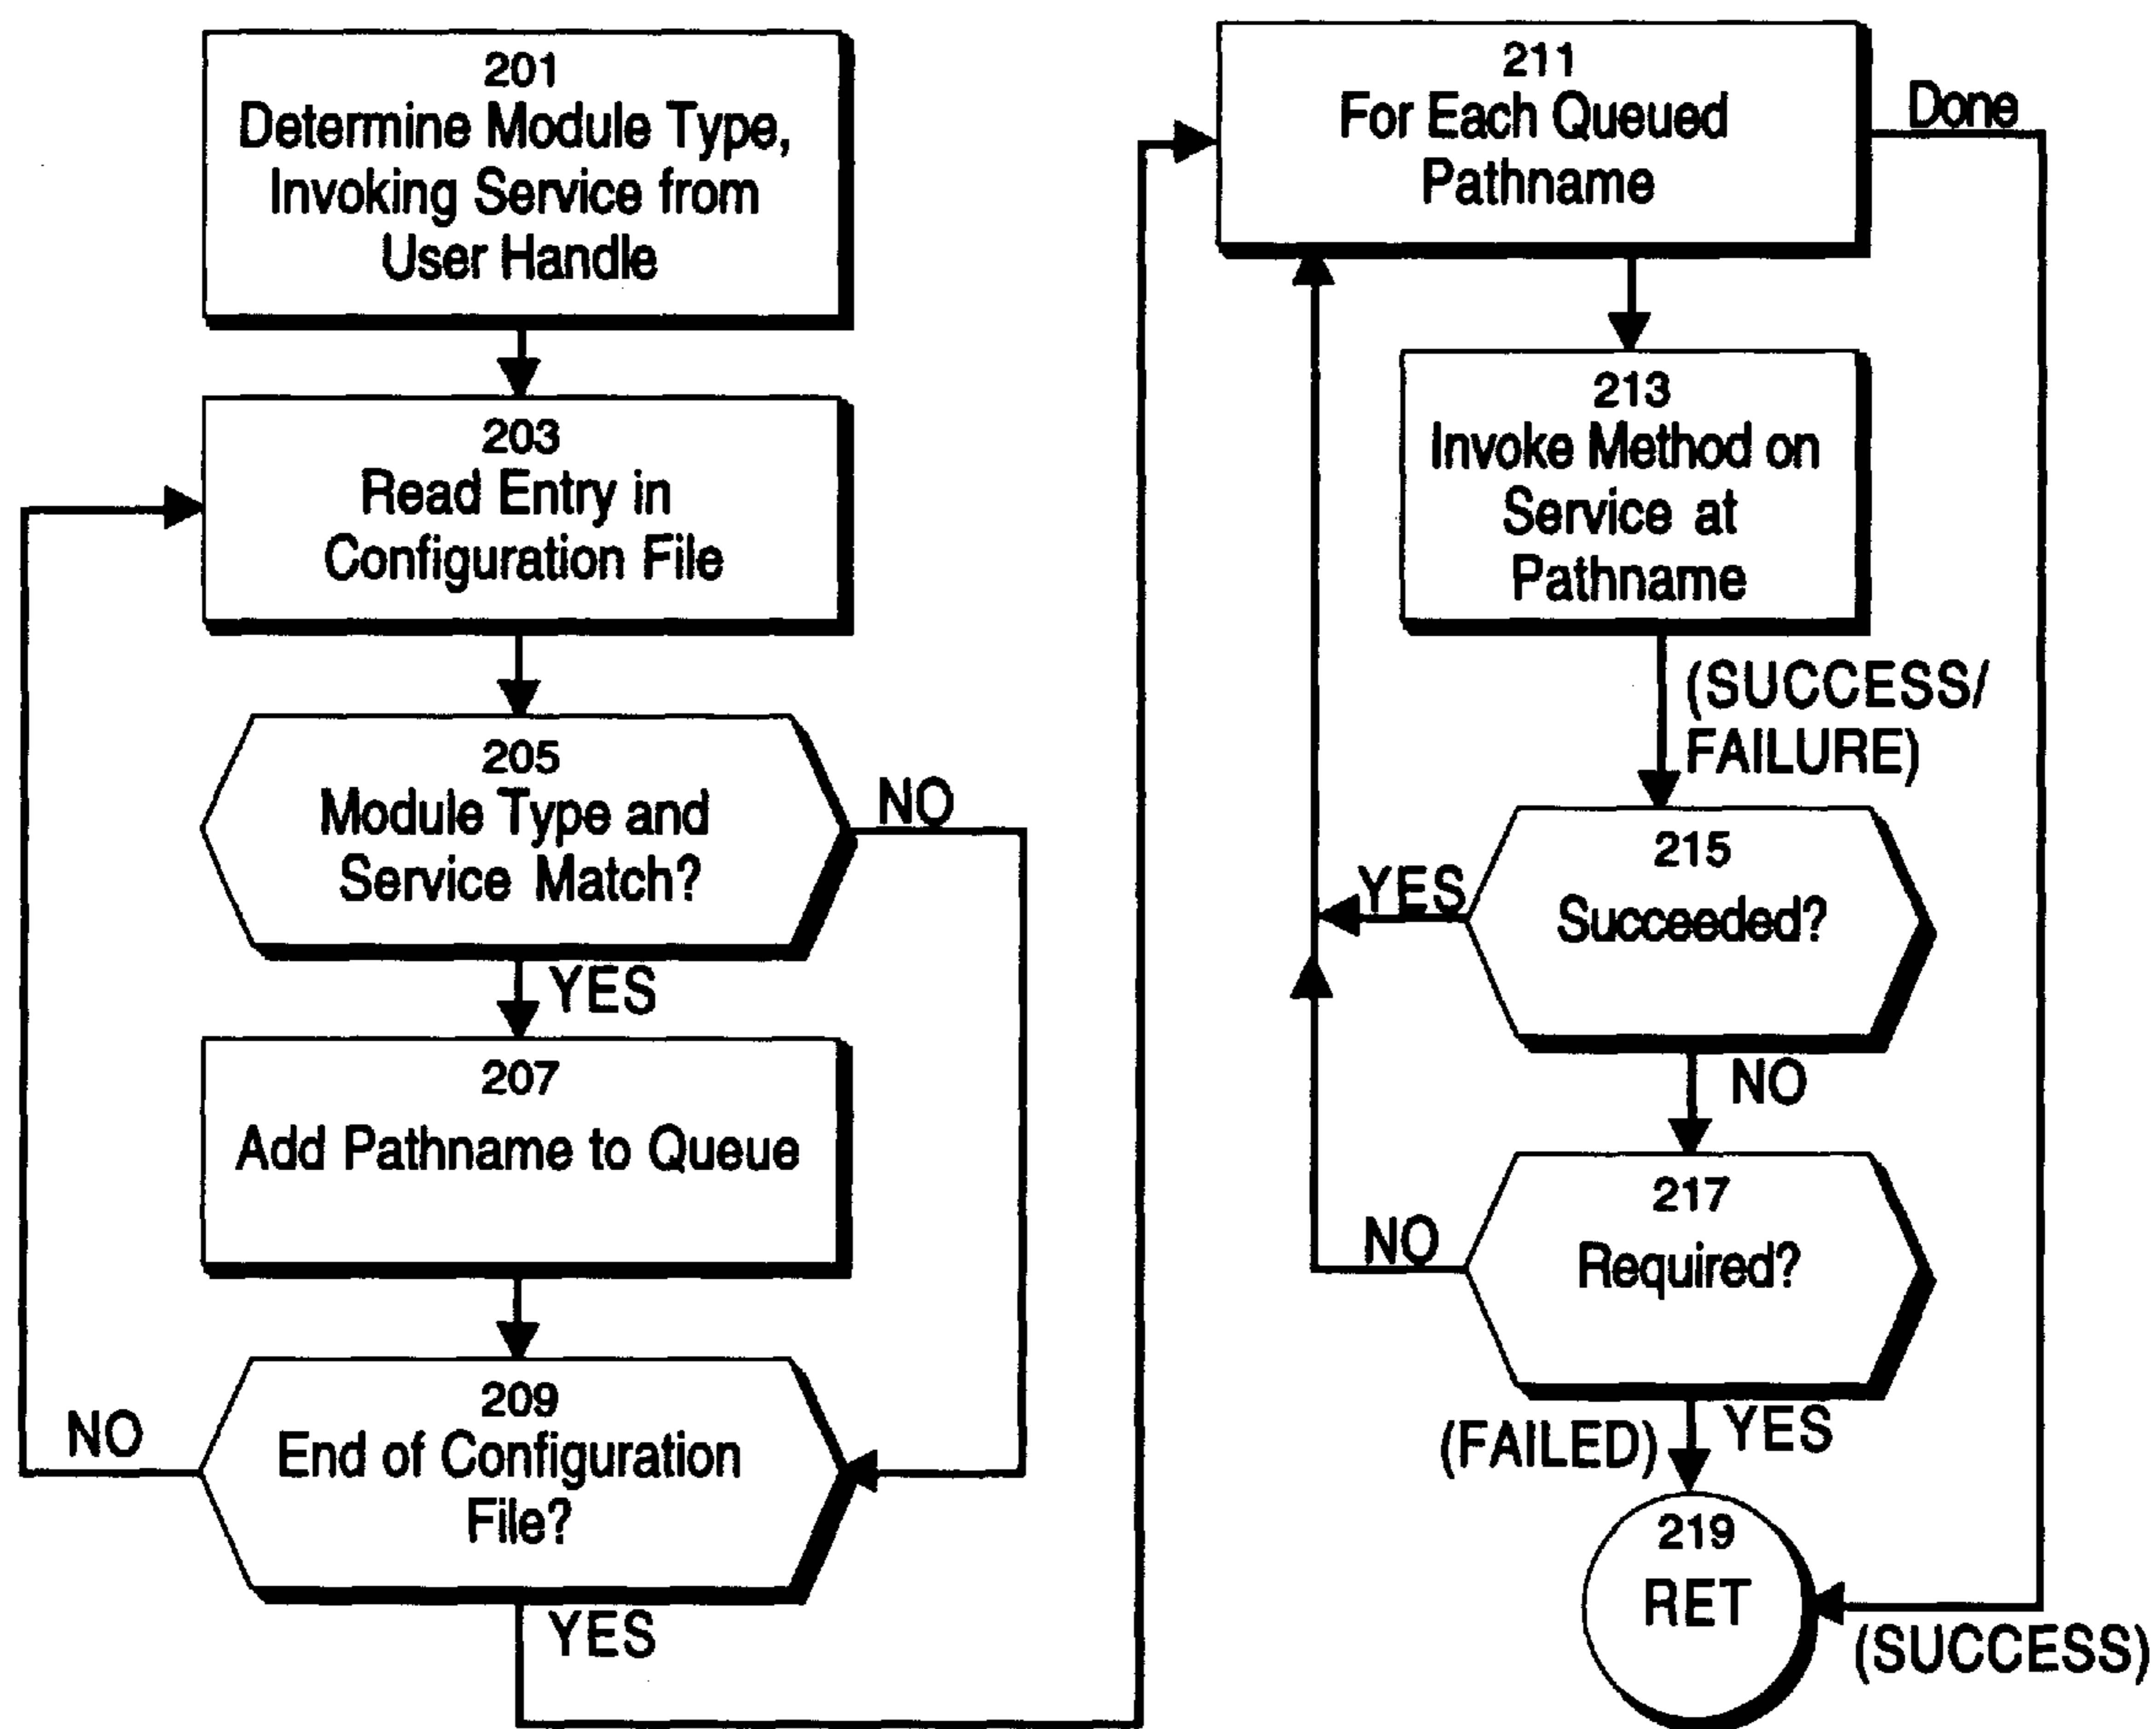 201
Determine Module Type,
Invoking Service from
User Handle
203
Read Entry in
Configuration File
205
Module Type and
Service Match?
NO
YES
207
Add Pathname to Queue
209
End of Configuration
File?
NO
YES
211
For Each Queued
Pathname
Done
213
Invoke Method on
Service at
Pathname
(SUCCESS/
FAILURE)
215
Succeeded?
YES
NO
217
Required?
NO
(FAILED)
YES
219
RET
(SUCCESS)